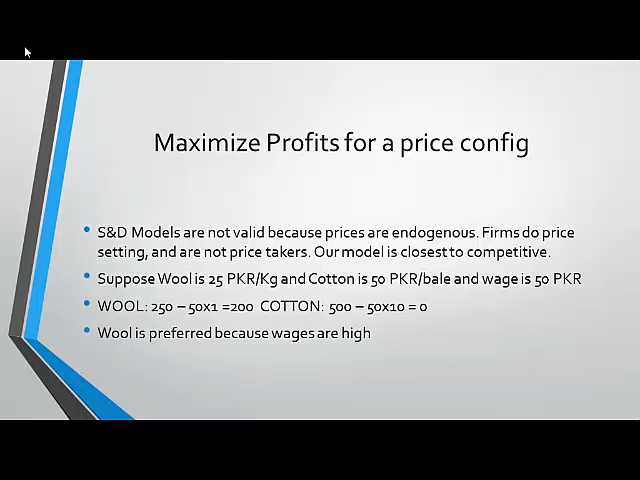 Maximize Profits for a price config
S&D Models are not valid because prices are endogenous. Firms do price
setting, and are not price takers. Our model is closest to competitive.
Suppose Wool is 25 PKR/Kg and Cotton is 50 PKR/bale and wage is 50 PKR
WOOL: 250 – 50x1 =200 COTTON: 500 – 50x10 = 0
Wool is preferred because wages are high